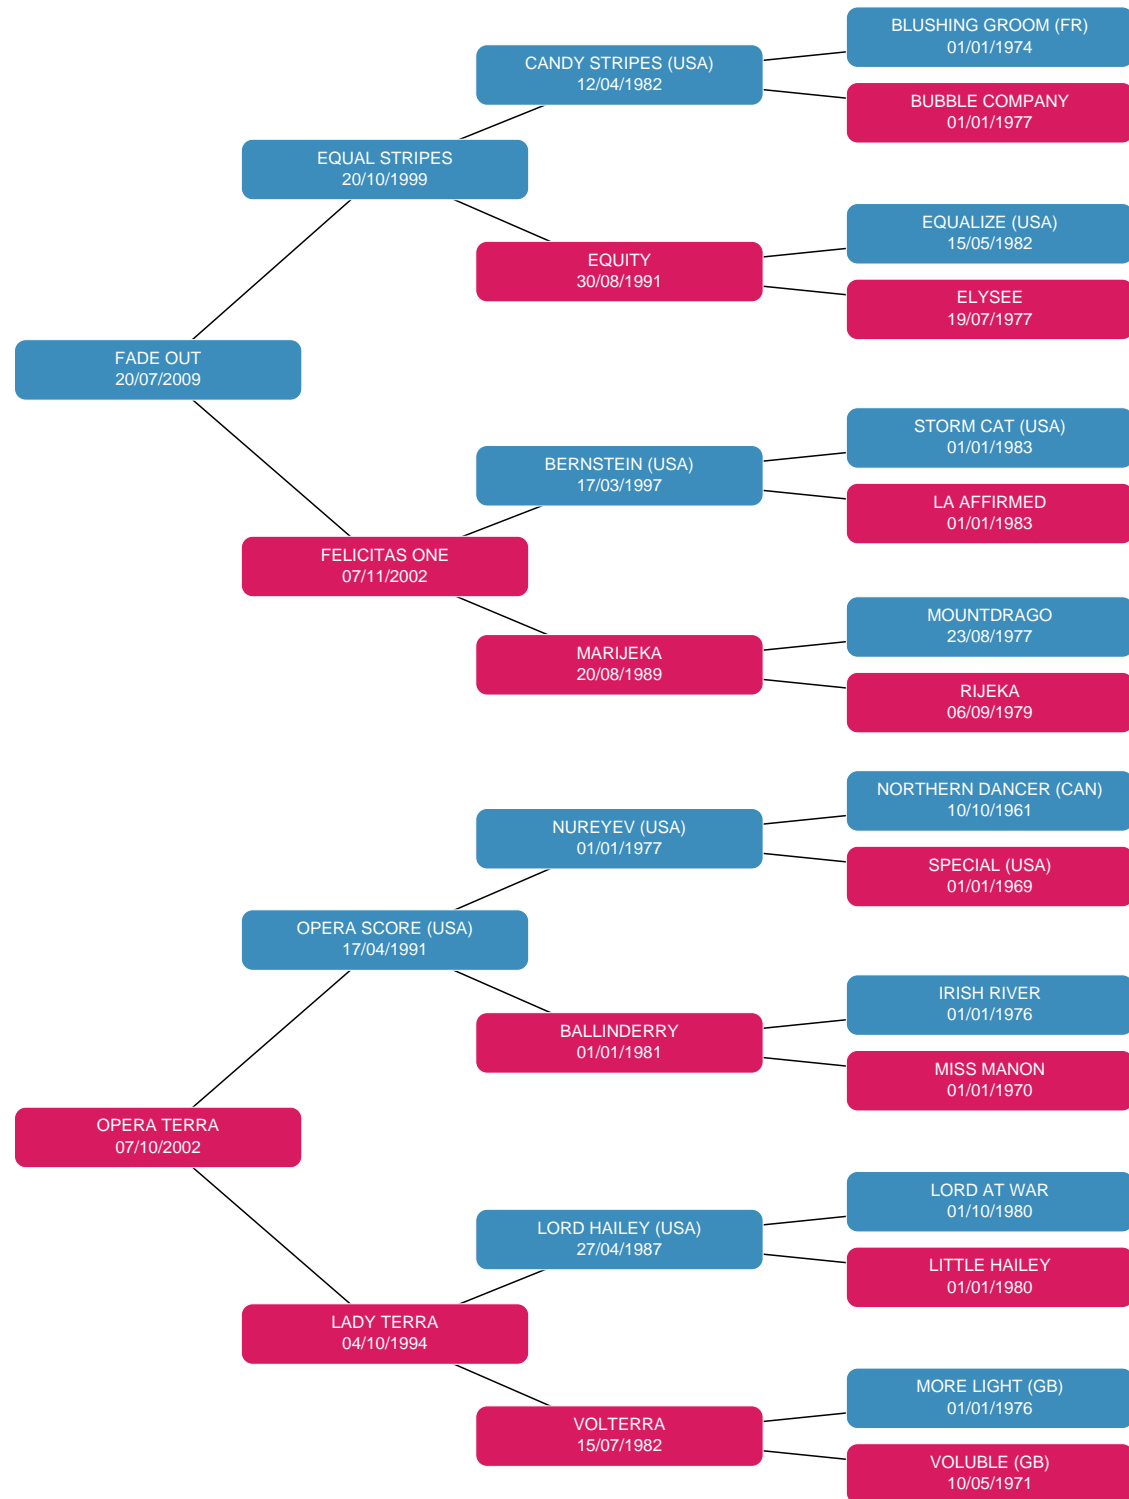 BLUSHING GROOM (FR)
01/01/1974
CANDY STRIPES (USA)
12/04/1982
BUBBLE COMPANY
01/01/1977
EQUAL STRIPES
20/10/1999
EQUALIZE (USA)
15/05/1982
EQUITY
30/08/1991
ELYSEE
19/07/1977
FADE OUT
20/07/2009
STORM CAT (USA)
01/01/1983
BERNSTEIN (USA)
17/03/1997
LA AFFIRMED
01/01/1983
FELICITAS ONE
07/11/2002
MOUNTDRAGO
23/08/1977
MARIJEKA
20/08/1989
RIJEKA
06/09/1979
NORTHERN DANCER (CAN)
10/10/1961
NUREYEV (USA)
01/01/1977
SPECIAL (USA)
01/01/1969
OPERA SCORE (USA)
17/04/1991
IRISH RIVER
01/01/1976
BALLINDERRY
01/01/1981
MISS MANON
01/01/1970
OPERA TERRA
07/10/2002
LORD AT WAR
01/10/1980
LORD HAILEY (USA)
27/04/1987
LITTLE HAILEY
01/01/1980
LADY TERRA
04/10/1994
MORE LIGHT (GB)
01/01/1976
VOLTERRA
15/07/1982
VOLUBLE (GB)
10/05/1971